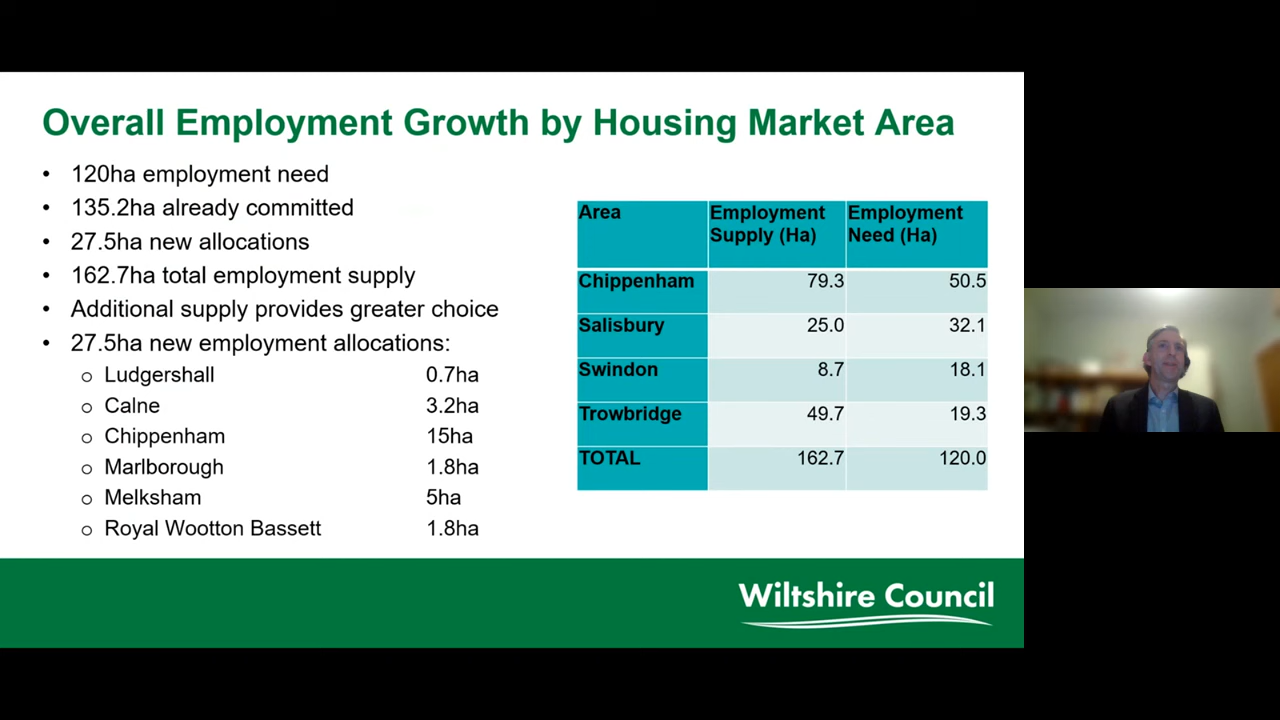 Overall Employment Growth by Housing Market Area
• 120ha employment need
• 135.2ha already committed
• 27.5ha new allocations
• 162.7ha total employment supply
• Additional supply provides greater choice
• 27.5ha new employment allocations:
o Ludgershall 0.7ha
o Calne 3.2ha
o Chippenham 15ha
o Marlborough 1.8ha
o Melksham 5ha
o Royal Wootton Bassett 1.8ha
Area Employment Employment
Supply (Ha) Need (Ha)
Chippenham 79.3 50.5
Salisbury 25.0 32.1
Swindon 8.7 18.1
Trowbridge 49.7 19.3
TOTAL 162.7 120.0
Wiltshire Council